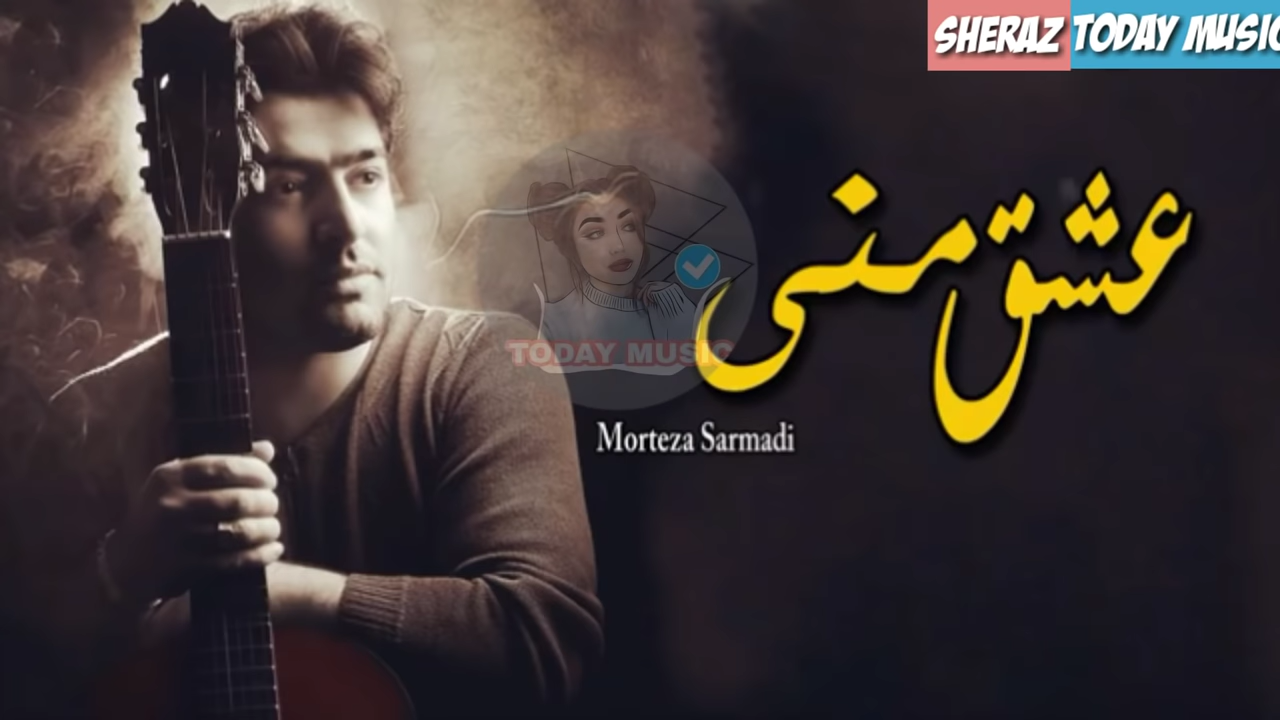 SHERAZ TODAY MUSIC
عشق منی
TODAY MUSIC
Morteza Sarmadi